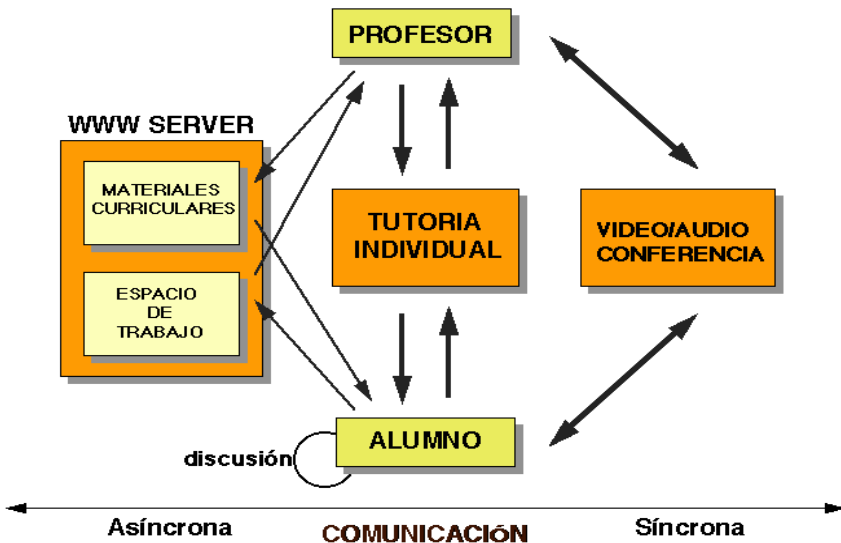 PROFESOR
WWW SERVER
MATERIALES
CURRICULARES
TUTORIA
INDIVIDUAL
VIDEO/AUDIO
CONFERENCIA
ESPACIO
DE
TRABAJO
ALUMNO
discusión
Asíncrona
COMUNICACIóN
Síncrona